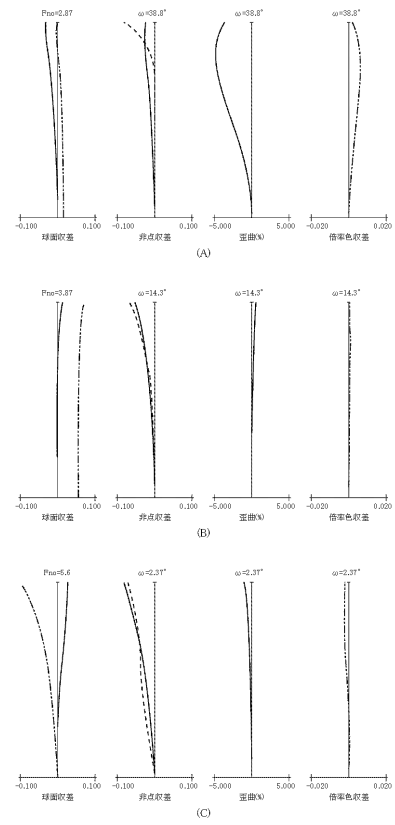 Fno=2.87 ω=38.8° ω=38.8° ω=38.8°
-0.100 0.100 -0.100 0.100 -5.000 5.000 -0.020 0.020
球面収差 非点収差 歪曲(%) 倍率色収差
(A)
Fno=3.87 ω=14.3° ω=14.3° ω=14.3°
-0.100 0.100 -0.100 0.100 -5.000 5.000 -0.020 0.020
球面収差 非点収差 歪曲(%) 倍率色収差
(B)
Fno=5.6 ω=2.37° ω=2.37° ω=2.37°
-0.100 0.100 -0.100 0.100 -5.000 5.000 -0.020 0.020
球面収差 非点収差 歪曲(%) 倍率色収差
(C)